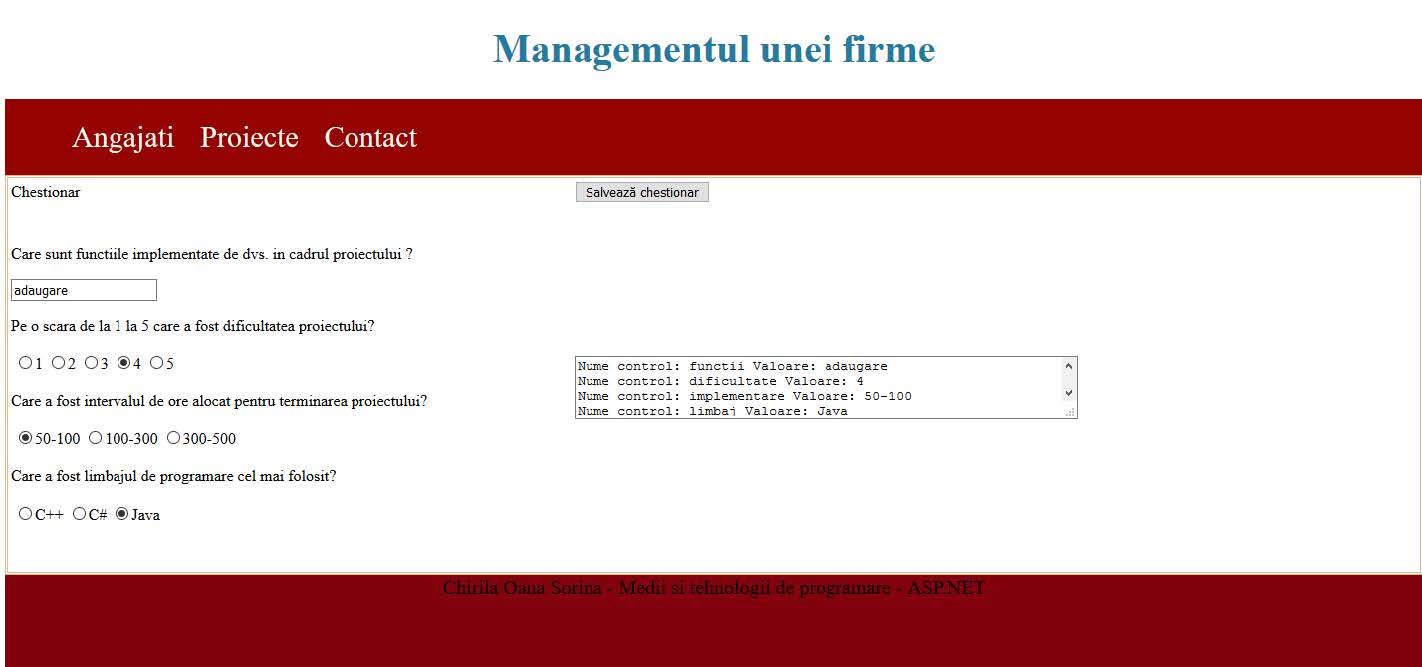 Managementul unei firme
Angajati Proiecte Contact
Chestionar
Salvează chestionar
Care sunt functiile implementate de dvs. in cadrul proiectului ?
adaugare
Pe o scara de la 1 la 5 care a fost dificultatea proiectului?
1 2 3 4 5
Care a fost intervalul de ore alocat pentru terminarea proiectului?
50-100 100-300 300-500
Care a fost limbajul de programare cel mai folosit?
C++ C# Java
Nume control: functii Valoare: adaugare
Nume control: dificultate Valoare: 4
Nume control: implementare Valoare: 50-100
Nume control: limbaj Valoare: Java
Chirila Oana Sorina - Medii si tehnologii de programare - ASP.NET